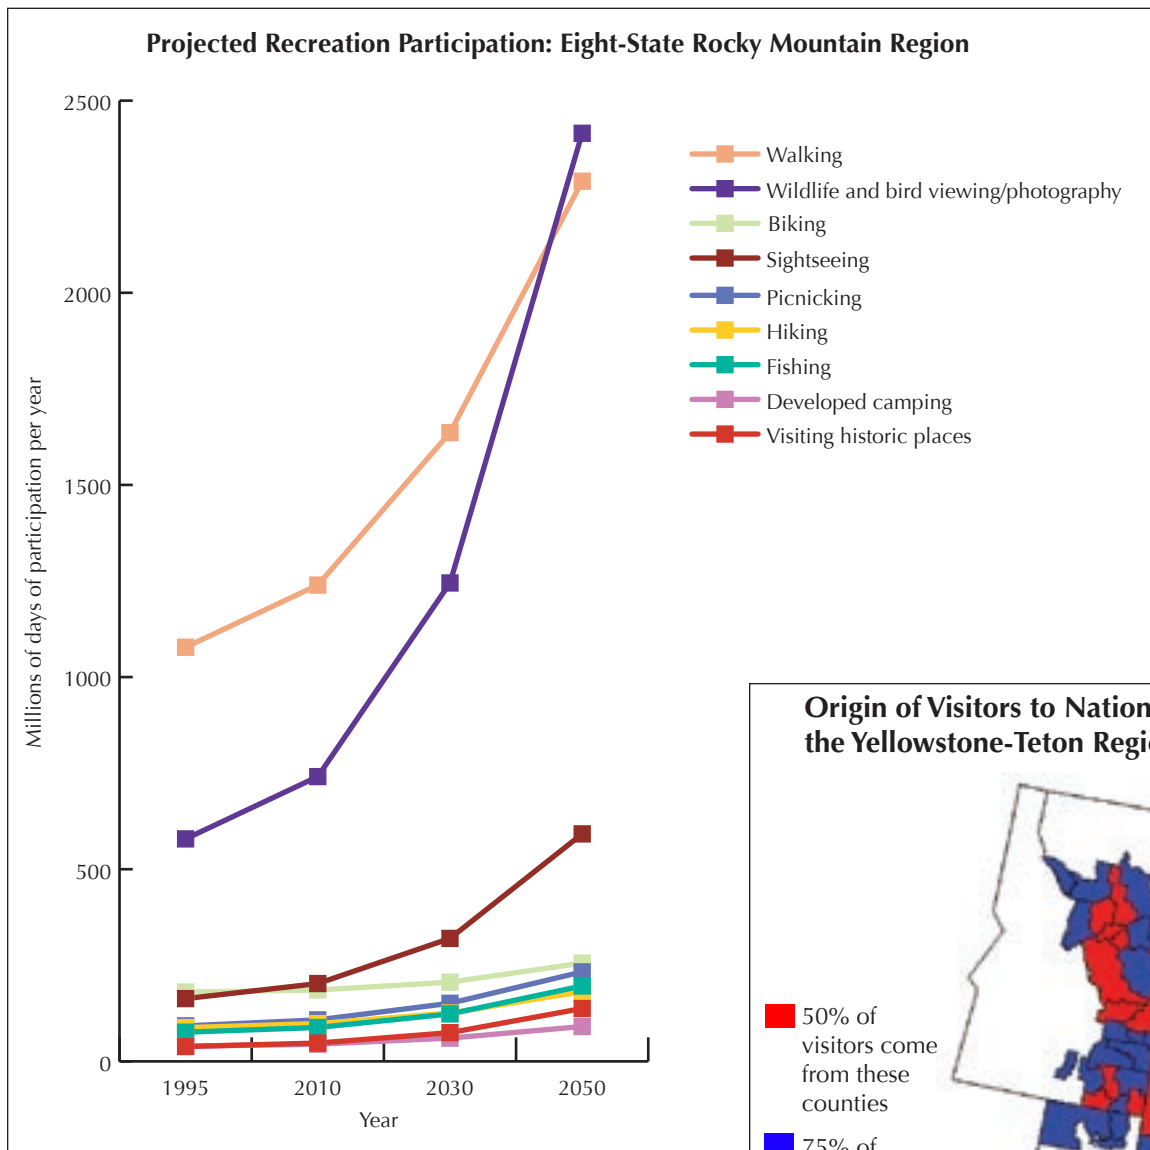 Projected Recreation Participation: Eight-State Rocky Mountain Region
2500
2000
1500
1000
500
0
Millions of days of participation per year
1995 2010 2030 2050
Year
Walking
Wildlife and bird viewing/photography
Biking
Sightseeing
Picnicking
Hiking
Fishing
Developed camping
Visiting historic places
Origin of Visitors to
the Yellowstone-Teton
50% of
visitors come
from these
counties
75% of